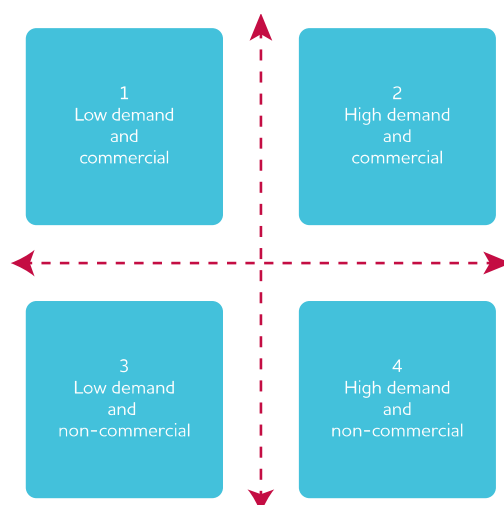 1
Low demand
and
commercial
2
High demand
and
commercial
3
Low demand
and
non-commercial
4
High demand
and
non-commercial